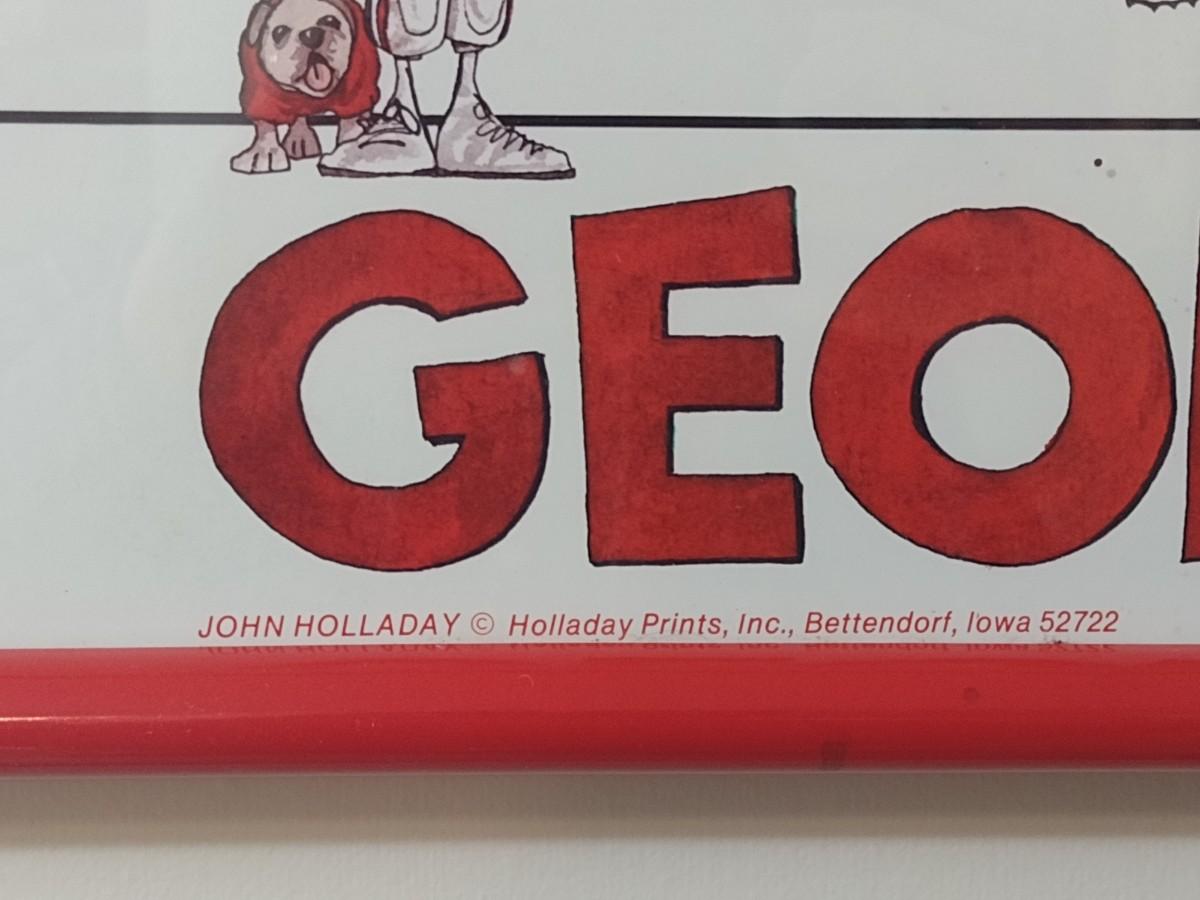 GEO
JOHN HOLLADAY © Holladay Prints, Inc., Bettendorf, Iowa 52722